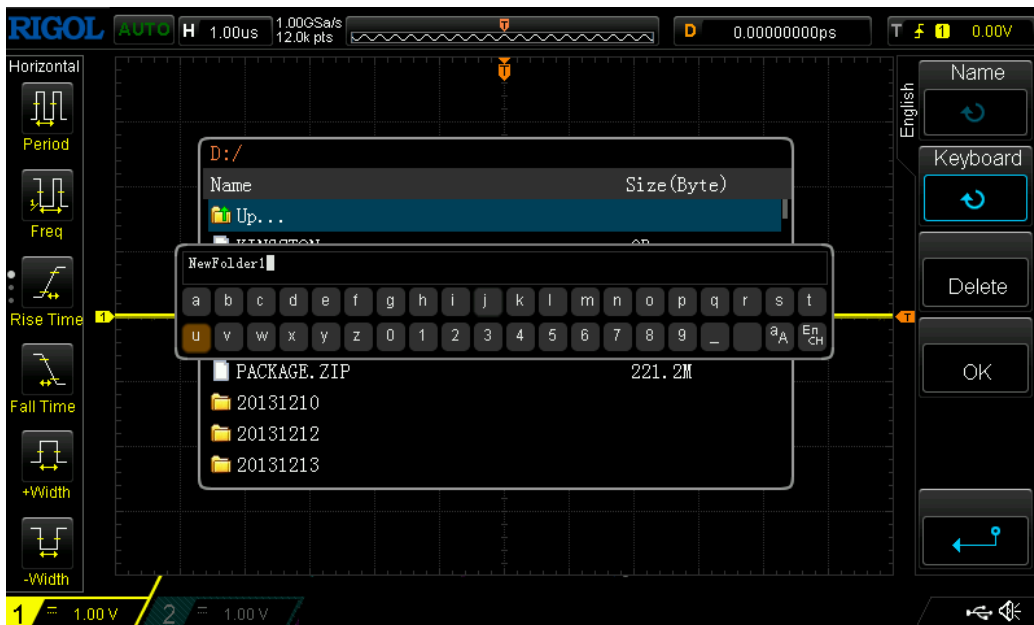 RIGOL AUTO H 1.00us 1.00GSa/s 12.0k pts T D 0.00000000ps T 1 0.00V
Horizontal
Period
Freq
Rise Time
Fall Time
+Width
-Width
T
D:/
Name Size(Byte)
Up...
KINGSTON 0B
NewFolder1
a b c d e f g h i j k l m n o p q r s t
u v w x y z 0 1 2 3 4 5 6 7 8 9 _ aA En CH
PACKAGE.ZIP 221.2M
20131210
20131212
20131213
1
T
English
Name
Keyboard
Delete
OK
1 1.00 V 2 1.00 V